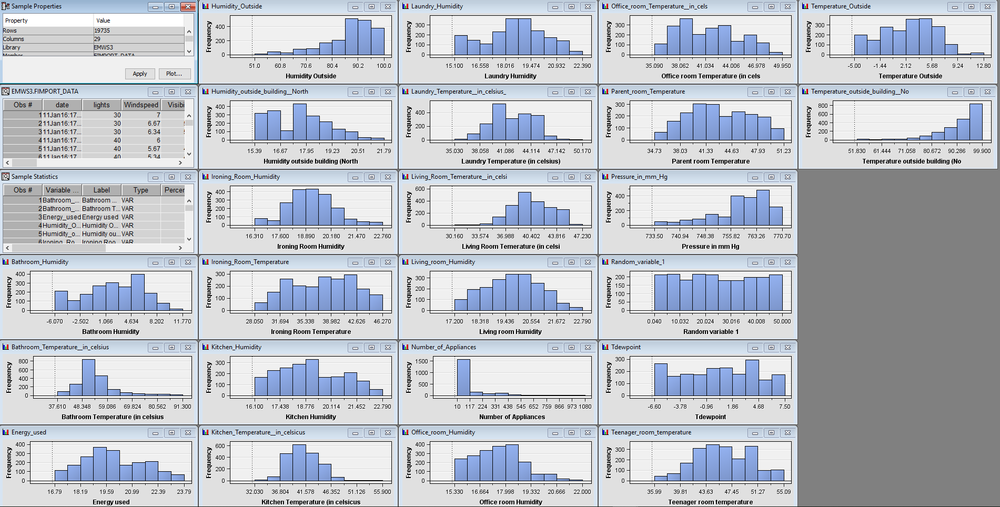 Sample Properties
Property Value
Rows 19735
Columns 29
Library EMWS3
Member FIMPORT_DATA
Apply Plot...
Humidity_Outside
Frequency
400
200
0
51.0 60.8 70.6 80.4 90.2 100.0
Humidity Outside
Laundry_Humidity
Frequency
300
200
100
0
15.100 16.558 18.016 19.474 20.932 22.390
Laundry Humidity
Office_room_Temperature__in_cels
Frequency
300
200
100
0
35.090 38.062 41.034 44.006 46.978 49.950
Office room Temperature (in cels
Temperature_Outside
Frequency
300
200
100
0
-5.00 -1.44 2.12 5.68 9.24 12.80
Temperature Outside
EMWS3.FIMPORT_DATA
Obs # date lights Windspeed Visibi
1 11Jan16:17... 30 7
2 11Jan16:17... 30 6.67
3 11Jan16:17... 30 6.34
4 11Jan16:17... 40 6
5 11Jan16:17... 40 5.67
6 11Jan16:17... 40 5.34
Humidity_outside_building__North
Frequency
400
300
200
100
0
15.39 16.67 17.95 19.23 20.51 21.79
Humidity outside building (North
Laundry_Temperature__in_celsius_
Frequency
400
200
0
35.030 38.058 41.086 44.114 47.142 50.170
Laundry Temperature (in celsius)
Parent_room_Temperature
Frequency
300
200
100
0
34.73 38.03 41.33 44.63 47.93 51.23
Parent room Temperature
Temperature_outside_building__No
Frequency
800
600
400
200
0
51.830 61.444 71.058 80.672 90.286 99.900
Temperature outside building (No
Sample Statistics
Obs # Variable ... Label Type Percer
1 Bathroom_... Bathroom ... VAR
2 Bathroom_... Bathroom T... VAR
3 Energy_used Energy used VAR
4 Humidity_O... Humidity O... VAR
5 Humidity_o... Humidity ou... VAR
6 Ironing_Ro... Ironing Roo... VAR
Ironing_Room_Humidity
Frequency
400
300
200
100
0
16.310 17.600 18.890 20.180 21.470 22.760
Ironing Room Humidity
Living_Room_Temerature__in_celsi
Frequency
600
400
200
0
30.160 33.574 36.988 40.402 43.816 47.230
Living Room Temerature (in celsi
Pressure_in_mm_Hg
Frequency
400
200
0
733.50 740.94 748.38 755.82 763.26 770.70
Pressure in mm Hg
Bathroom_Humidity
Frequency
400
300
200
100
0
-6.070 -2.502 1.066 4.634 8.202 11.770
Bathroom Humidity
Ironing_Room_Temperature
Frequency
300
200
100
0
28.050 31.694 35.338 38.982 42.626 46.270
Ironing Room Temperature
Living_room_Humidity
Frequency
300
200
100
0
17.200 18.318 19.436 20.554 21.672 22.790
Living room Humidity
Random_variable_1
Frequency
200
150
100
50
0
0.040 10.032 20.024 30.016 40.008 50.000
Random variable 1
Bathroom_Temperature__in_celsius
Frequency
800
600
400
200
0
37.610 48.348 59.086 69.824 80.562 91.300
Bathroom Temperature (in celsius
Kitchen_Humidity
Frequency
300
200
100
0
16.100 17.438 18.776 20.114 21.452 22.790
Kitchen Humidity
Number_of_Appliances
Frequency
1500
1000
500
0
10 117 224 331 438 545 652 759 866 973 1080
Number of Appliances
Tdewpoint
Frequency
300
200
100
0
-6.60 -3.78 -0.96 1.86 4.68 7.50
Tdewpoint
Energy_used
Frequency
400
300
200
100
0
16.79 18.19 19.59 20.99 22.39 23.79
Energy used
Kitchen_Temperature__in_celsicus
Frequency
600
400
200
0
32.030 36.804 41.578 46.352 51.126 55.900
Kitchen Temperature (in celsicus
Office_room_Humidity
Frequency
400
300
200
100
0
15.330 16.664 17.998 19.332 20.666 22.000
Office room Humidity
Teenager_room_temperature
Frequency
300
200
100
0
35.99 39.81 43.63 47.45 51.27 55.09
Teenager room temperature